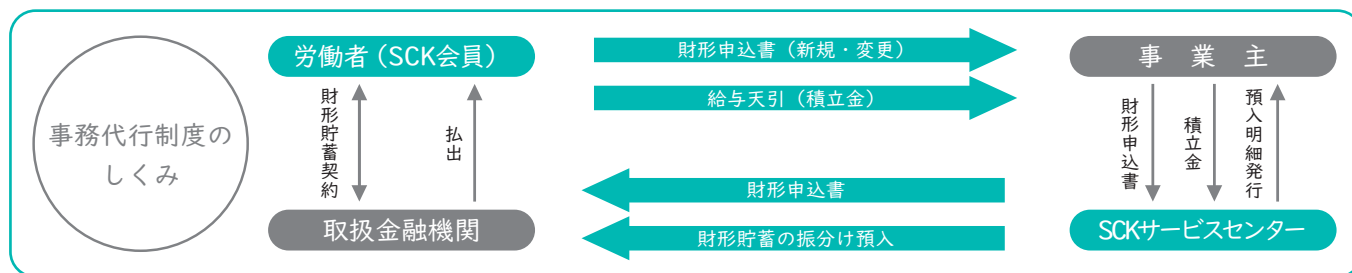 事務代行制度の
しくみ
労働者（SCK会員）
財形貯蓄契約
払出
取扱金融機関
財形申込書（新規・変更）
給与天引（積立金）
財形申込書
財形貯蓄の振分け預入
事業主
財形申込書
積立金
預入明細発行
SCKサービスセンター